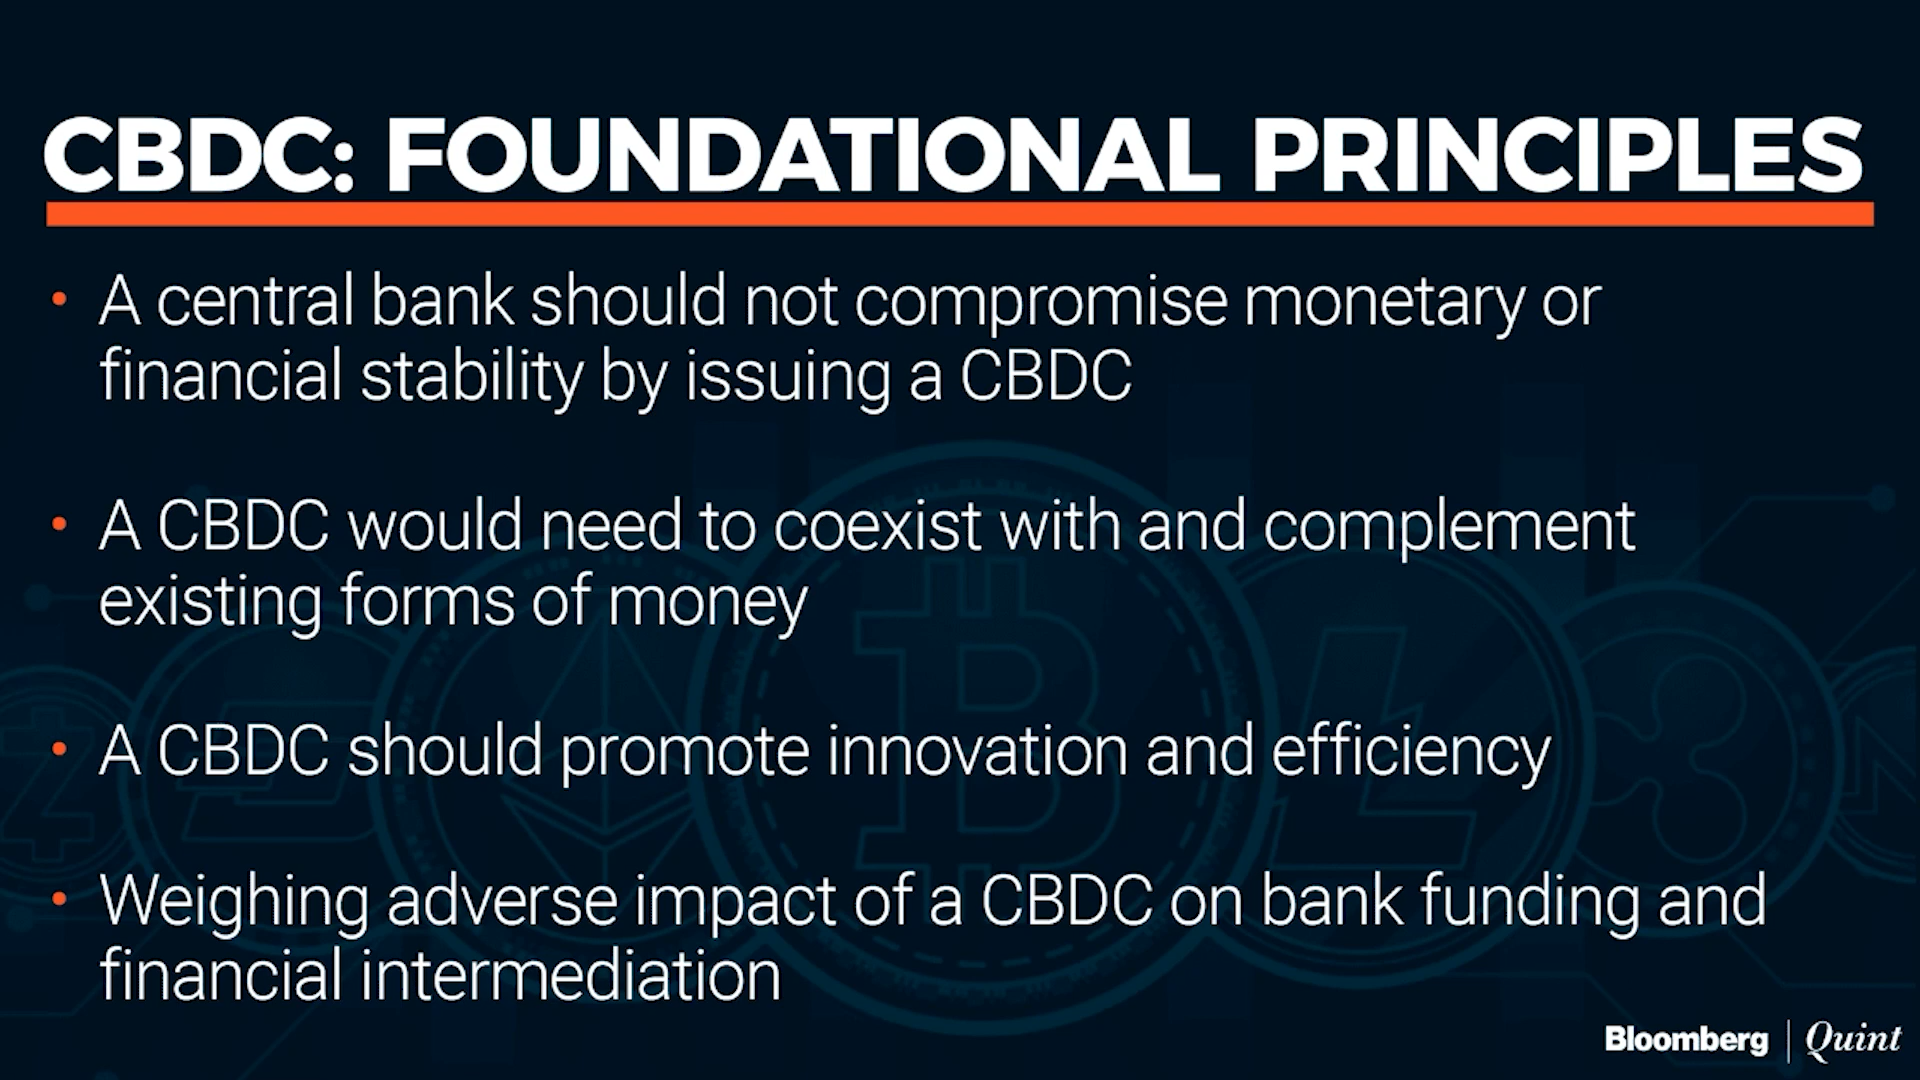 CBDC: FOUNDATIONAL PRINCIPLES
• A central bank should not compromise monetary or
financial stability by issuing a CBDC
• A CBDC would need to coexist with and complement
existing forms of money
• A CBDC should promote innovation and efficiency
• Weighing adverse impact of a CBDC on bank funding and
financial intermediation
Bloomberg | Quint